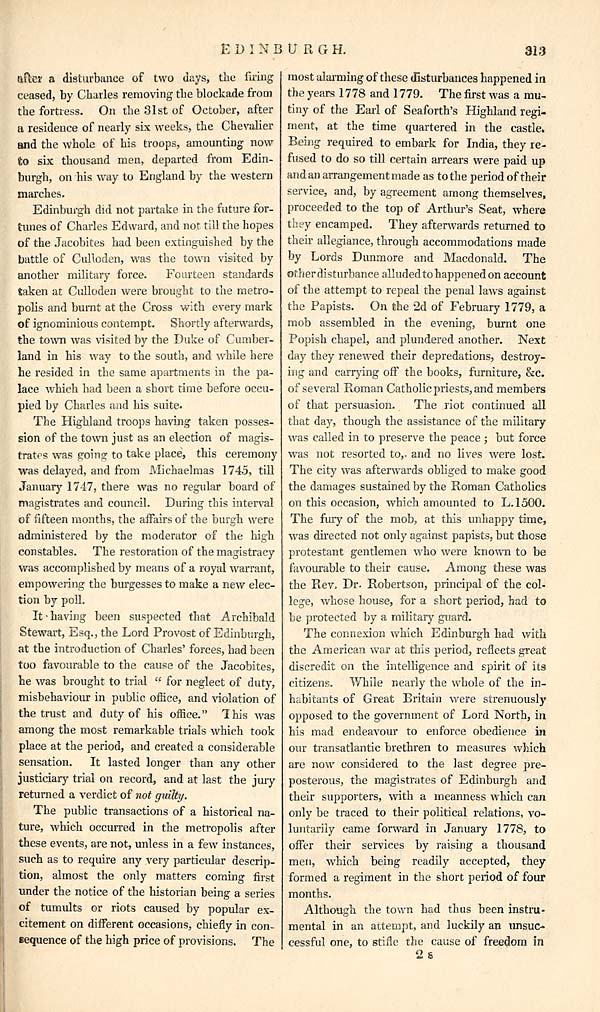 EDINBURGH.
313
after a disturbance of two days, the firing
ceased, by Charles removing the blockade from
the fortress. On the 31st of October, after
a residence of nearly six weeks, the Chevalier
and the whole of his troops, amounting now
to six thousand men, departed from Edin-
burgh, on his way to England by the western
marches.
Edinburgh did not partake in the future for-
tunes of Charles Edward, and not till the hopes
of the Jacobites had been extinguished by the
battle of Culloden, was the town visited by
another military force. Fourteen standards
taken at Culloden were brought to the metro-
polis and burnt at the Cross with every mark
of ignominious contempt. Shortly afterwards,
the town was visited by the Duke of Cumber-
land in his way to the south, and while here
he resided in the same apartments in the pa-
lace which had been a short time before occu-
pied by Charles and his suite.
The Highland troops having taken posses-
sion of the town just as an election of magis-
trates was going to take place, this ceremony
was delayed, and from Michaelmas 1745, till
January 1747, there was no regular board of
magistrates and council. During this interval
of fifteen months, the affairs of the burgh were
administered by the moderator of the high
constables. The restoration of the magistracy
was accomplished by means of a royal warrant,
empowering the burgesses to make a new elec-
tion by poll.
It having been suspected that Archibald
Stewart, Esq., the Lord Provost of Edinburgh,
at the introduction of Charles' forces, had been
too favourable to the cause of the Jacobites,
he was brought to trial " for neglect of duty,
misbehaviour in public office, and violation of
the trust and duty of his office." This was
among the most remarkable trials which took
place at the period, and created a considerable
sensation. It lasted longer than any other
justiciary trial on record, and at last the jury
returned a verdict of not guilty.
The public transactions of a historical na-
ture, which occurred in the metropolis after
these events, are not, unless in a few instances,
such as to require any very particular descrip-
tion, almost the only matters coming first
under the notice of the historian being a series
of tumults or riots caused by popular ex-
citement on different occasions, chiefly in con-
sequence of the high price of provisions. The
most alarming of these disturbances happened in
the years 1778 and 1779. The first was a mu-
tiny of the Earl of Seaforth's Highland regi-
ment, at the time quartered in the castle.
Being required to embark for India, they re-
fused to do so till certain arrears were paid up
and an arrangement made as to the period of their
service, and, by agreement among themselves,
proceeded to the top of Arthur's Seat, where
they encamped. They afterwards returned to
their allegiance, through accommodations made
by Lords Dunmore and Macdonald. The
other disturbance alluded to happened on account
of the attempt to repeal the penal laws against
the Papists. On the 2d of February 1779, a
mob assembled in the evening, burnt one
Popish chapel, and plundered another. Next
day they renewed their depredations, destroy-
ing and carrying off the books, furniture, &c.
of several Roman Catholic priests, and members
of that persuasion. The riot continued all
that day, though the assistance of the military
was called in to preserve the peace ; but force
was not resorted to, and no lives were lost.
The city was afterwards obliged to make good
the damages sustained by the Roman Catholics
on this occasion, which amounted to L.1500.
The fury of the mob, at this unhappy time,
was directed not only against papists, but those
protestant gentlemen who were known to be
favourable to their cause. Among these was
the Rev. Dr. Robertson, principal of the col-
lege, whose house, for a short period, had to
be protected by a military guard.
The connexion which Edinburgh had with
the American war at this period, reflects great
discredit on the intelligence and spirit of its
citizens. While nearly the whole of the in-
habitants of Great Britain were strenuously
opposed to the government of Lord North, in
his mad endeavour to enforce obedience in
our transatlantic brethren to measures which
are now considered to the last degree pre-
posterous, the magistrates of Edinburgh and
their supporters, with a meanness which can
only be traced to their political relations, vo-
luntarily came forward in January 1778, to
offer their services by raising a thousand
men, which being readily accepted, they
formed a regiment in the short period of four
months.
Although the town had thus been instru-
mental in an attempt, and luckily an unsuc-
cessful one, to stifle the cause of freedom in
2 s